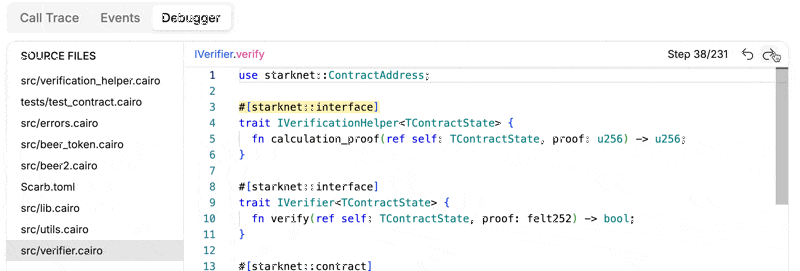 Call Trace Events Debugger
SOURCE FILES
src/verification_helper.cairo
tests/test_contract.cairo
src/errors.cairo
src/beer_token.cairo
src/beer2.cairo
Scarb.toml
src/lib.cairo
src/utils.cairo
src/verifier.cairo
IVerifier.verify Step 38/231
1 use starknet::ContractAddress;
2
3 #[starknet::interface]
4 trait IVerificationHelper<TContractState> {
5 fn calculation_proof(ref self: TContractState, proof: u256) -> u256;
6 }
7
8 #[starknet::interface]
9 trait IVerifier<TContractState> {
10 fn verify(ref self: TContractState, proof: felt252) -> bool;
11 }
12
13 #[starknet::contract]